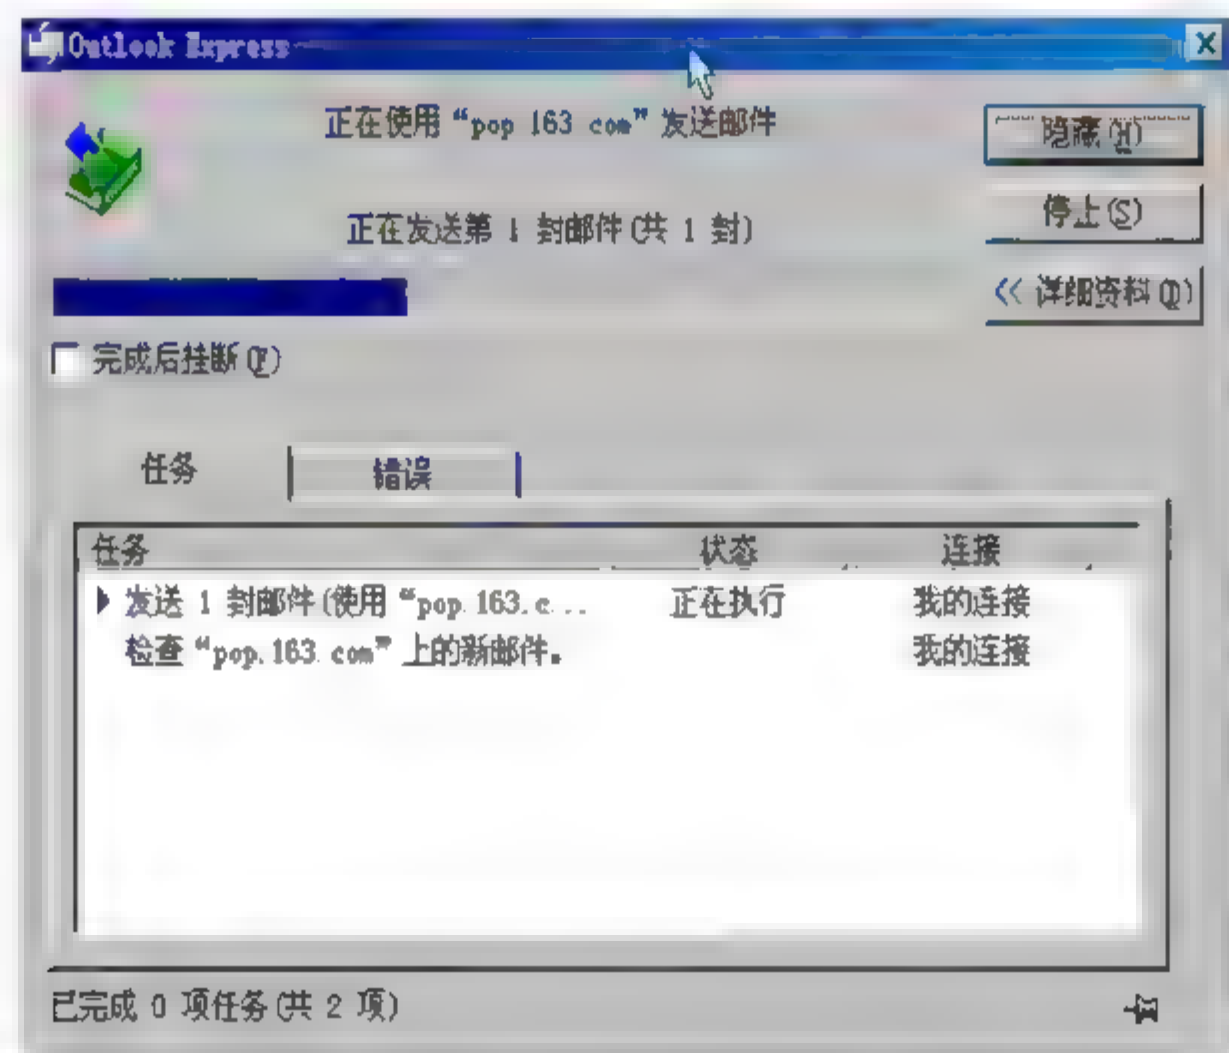 Outlook Express
正在使用“pop.163.com”发送邮件
隐藏(H)
正在发送第 1 封邮件(共 1 封)
停止(S)
<< 详细资料(D)
完成后挂断(F)
任务 错误
任务 状态 连接
发送 1 封邮件(使用“pop.163.c... 正在执行 我的连接
检查“pop.163.com”上的新邮件。 我的连接
已完成 0 项任务(共 2 项)